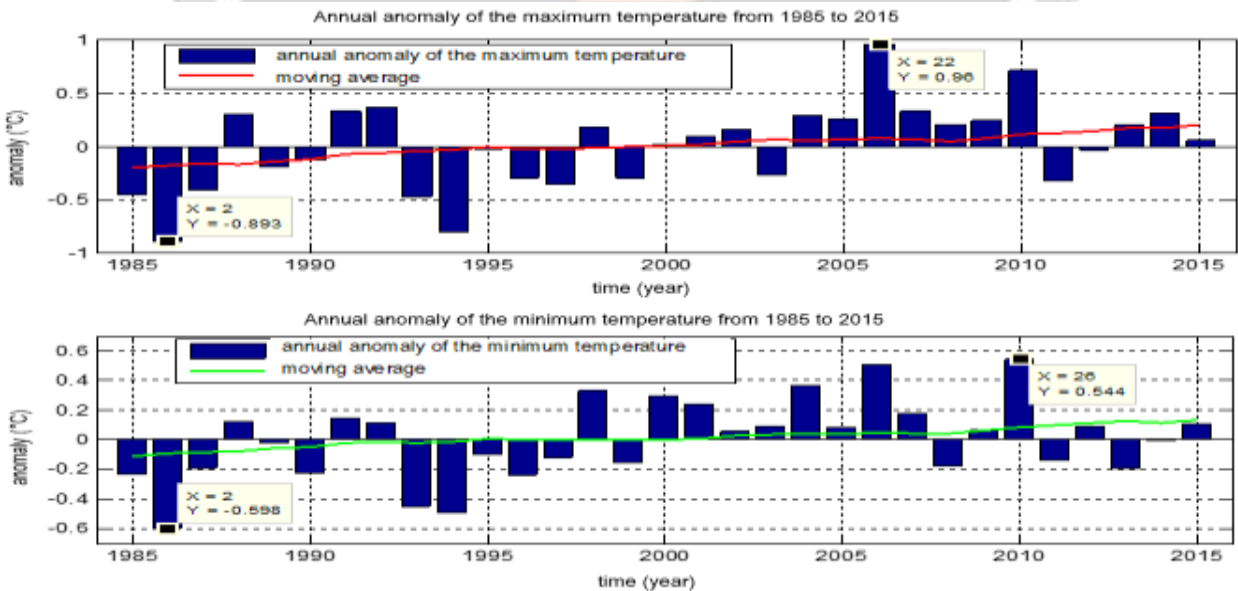 Annual anomaly of the maximum temperature from 1985 to 2015
annual anomaly of the maximum temperature
moving average
X = 22
Y = 0.96
X = 2
Y = -0.893
1
0.5
0
-0.5
-1
anomaly (°C)
1985 1990 1995 2000 2005 2010 2015
time (year)
Annual anomaly of the minimum temperature from 1985 to 2015
annual anomaly of the minimum temperature
moving average
X = 26
Y = 0.544
X = 2
Y = -0.598
0.6
0.4
0.2
0
-0.2
-0.4
-0.6
anomaly (°C)
1985 1990 1995 2000 2005 2010 2015
time (year)